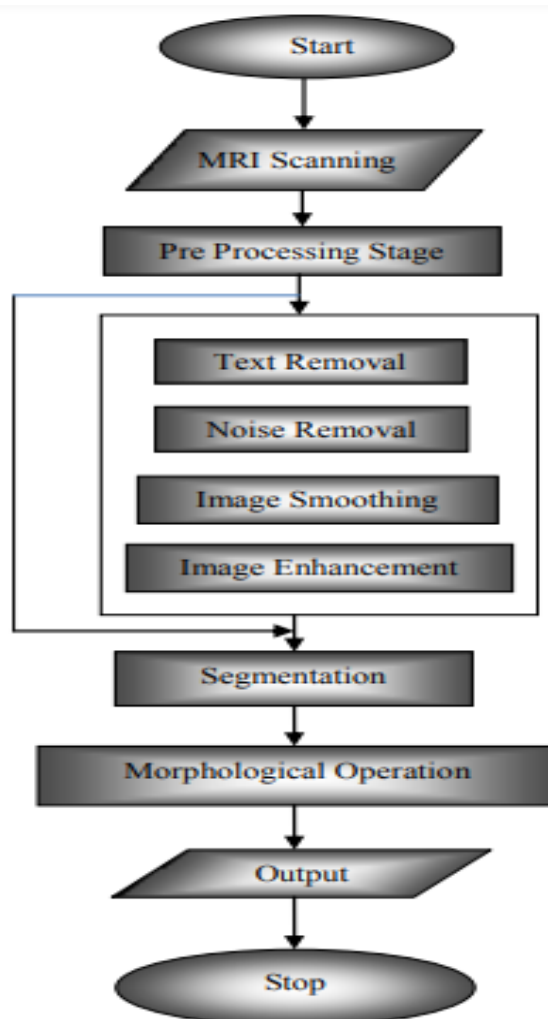 Start
MRI Scanning
Pre Processing Stage
Text Removal
Noise Removal
Image Smoothing
Image Enhancement
Segmentation
Morphological Operation
Output
Stop